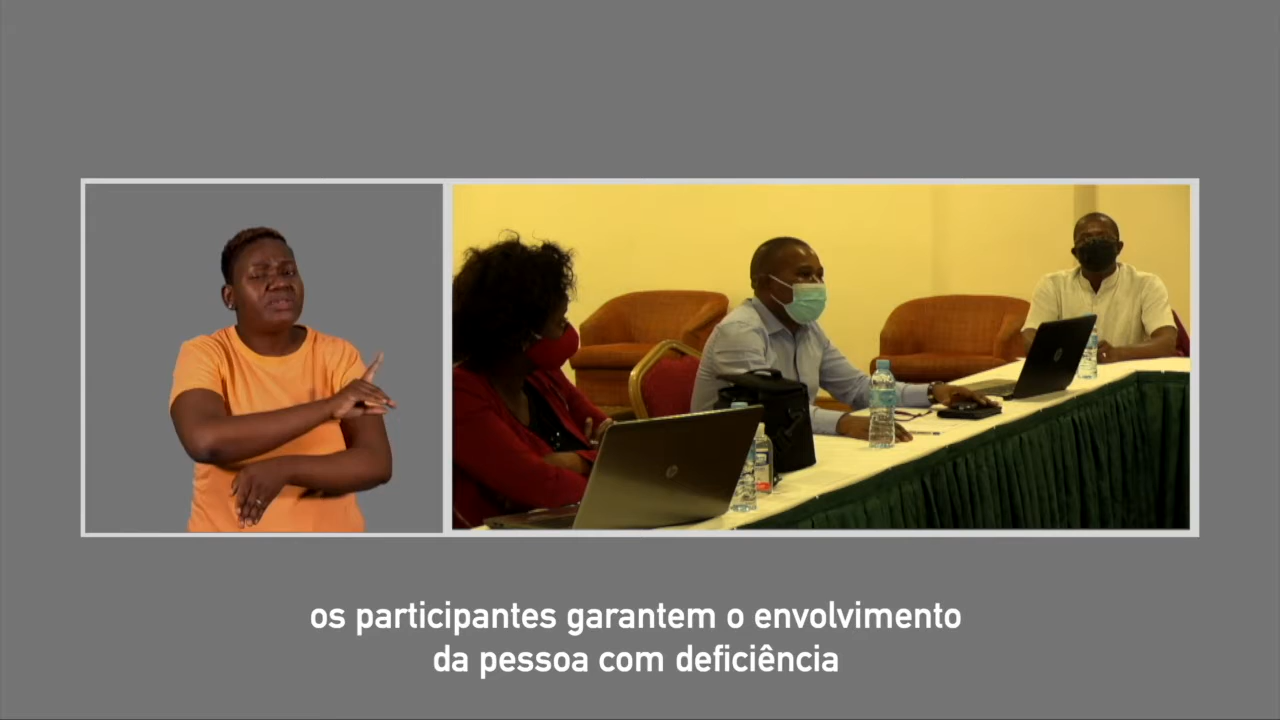 os participantes garantem o envolvimento
da pessoa com deficiência